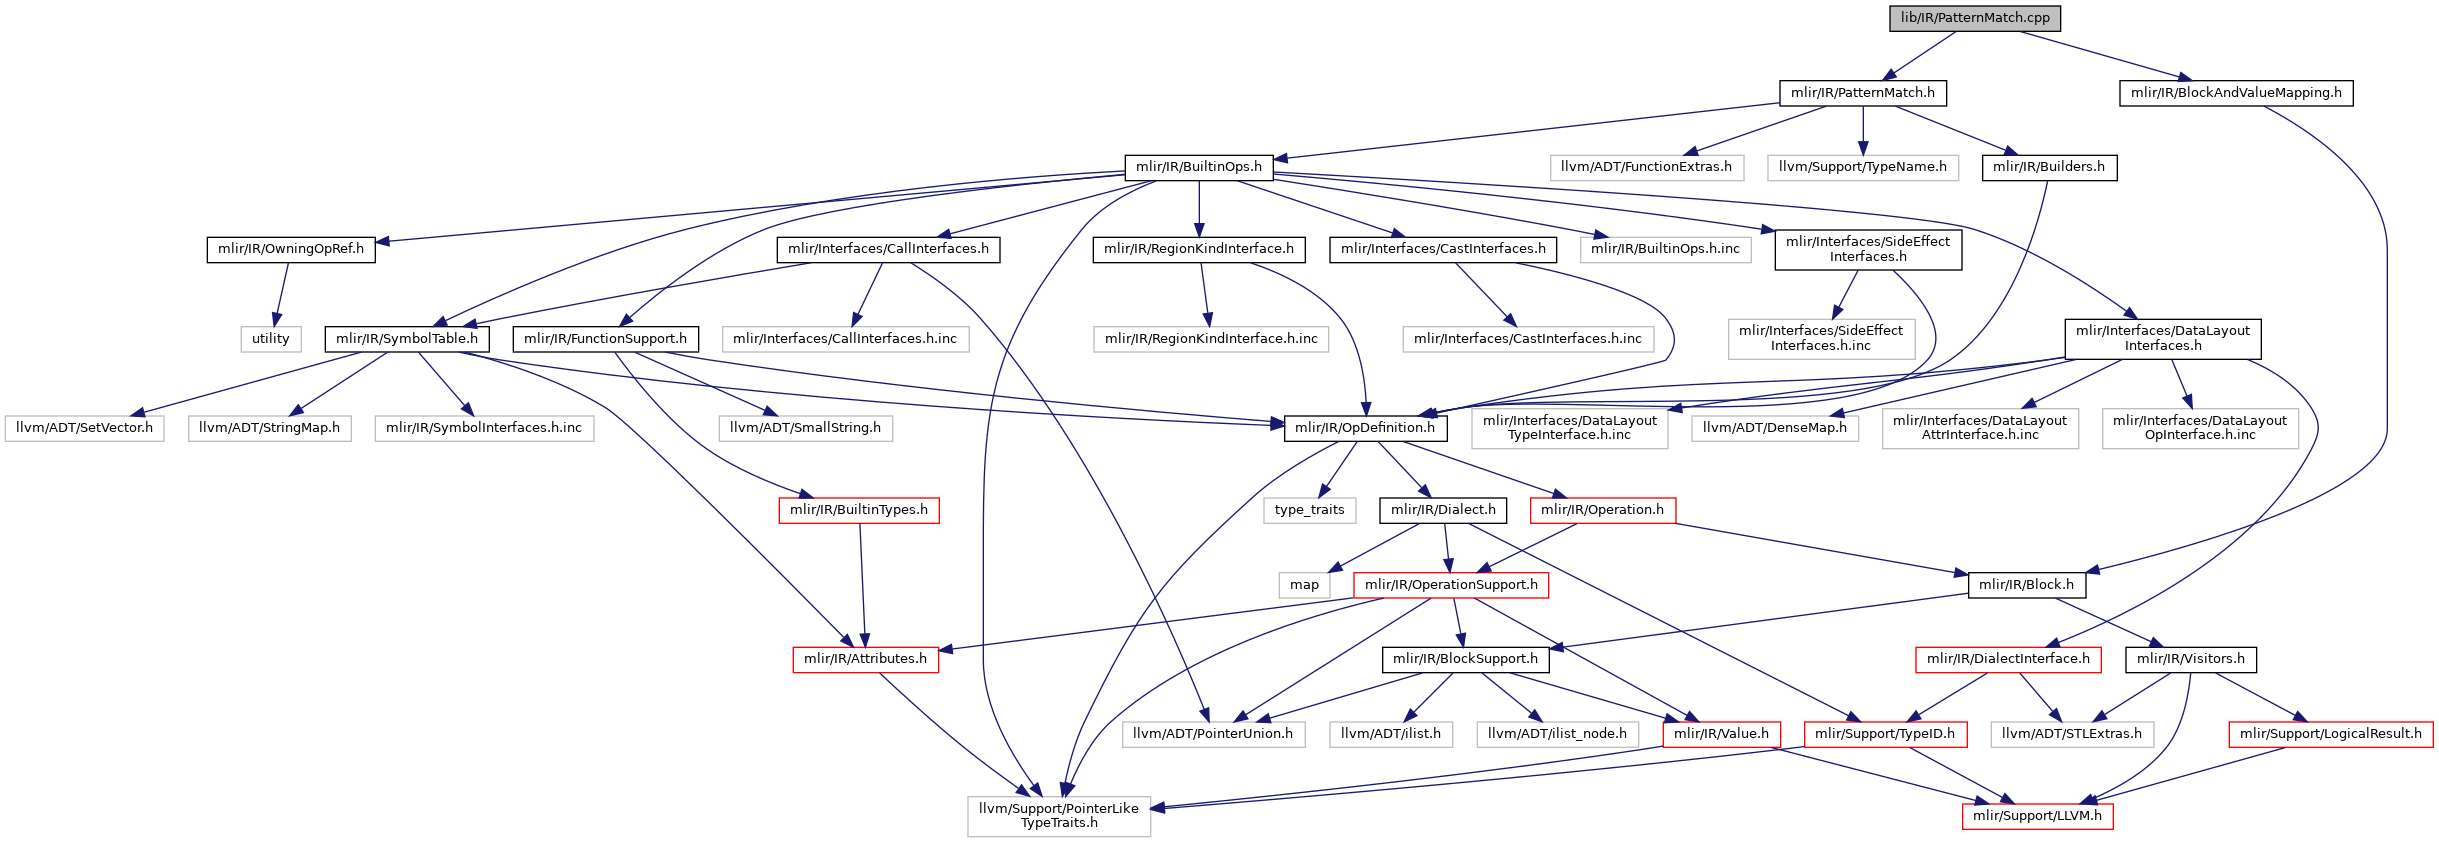 lib/IR/PatternMatch.cpp
mlir/IR/PatternMatch.h
mlir/IR/BlockAndValueMapping.h
mlir/IR/BuiltinOps.h
llvm/ADT/FunctionExtras.h
llvm/Support/TypeName.h
mlir/IR/Builders.h
mlir/IR/OwningOpRef.h
mlir/Interfaces/CallInterfaces.h
mlir/IR/RegionKindInterface.h
mlir/Interfaces/CastInterfaces.h
mlir/IR/BuiltinOps.h.inc
mlir/Interfaces/SideEffect
Interfaces.h
utility
mlir/IR/SymbolTable.h
mlir/IR/FunctionSupport.h
mlir/Interfaces/CallInterfaces.h.inc
mlir/IR/RegionKindInterface.h.inc
mlir/Interfaces/CastInterfaces.h.inc
mlir/Interfaces/SideEffect
Interfaces.h.inc
mlir/Interfaces/DataLayout
Interfaces.h
llvm/ADT/SetVector.h
llvm/ADT/StringMap.h
mlir/IR/SymbolInterfaces.h.inc
llvm/ADT/SmallString.h
mlir/IR/OpDefinition.h
mlir/Interfaces/DataLayout
TypeInterface.h.inc
llvm/ADT/DenseMap.h
mlir/Interfaces/DataLayout
AttrInterface.h.inc
mlir/Interfaces/DataLayout
OpInterface.h.inc
mlir/IR/BuiltinTypes.h
type_traits
mlir/IR/Dialect.h
mlir/IR/Operation.h
map
mlir/IR/OperationSupport.h
mlir/IR/Block.h
mlir/IR/Attributes.h
mlir/IR/BlockSupport.h
mlir/IR/DialectInterface.h
mlir/IR/Visitors.h
llvm/ADT/PointerUnion.h
llvm/ADT/ilist.h
llvm/ADT/ilist_node.h
mlir/IR/Value.h
mlir/Support/TypeID.h
llvm/ADT/STLExtras.h
mlir/Support/LogicalResult.h
llvm/Support/PointerLike
TypeTraits.h
mlir/Support/LLVM.h